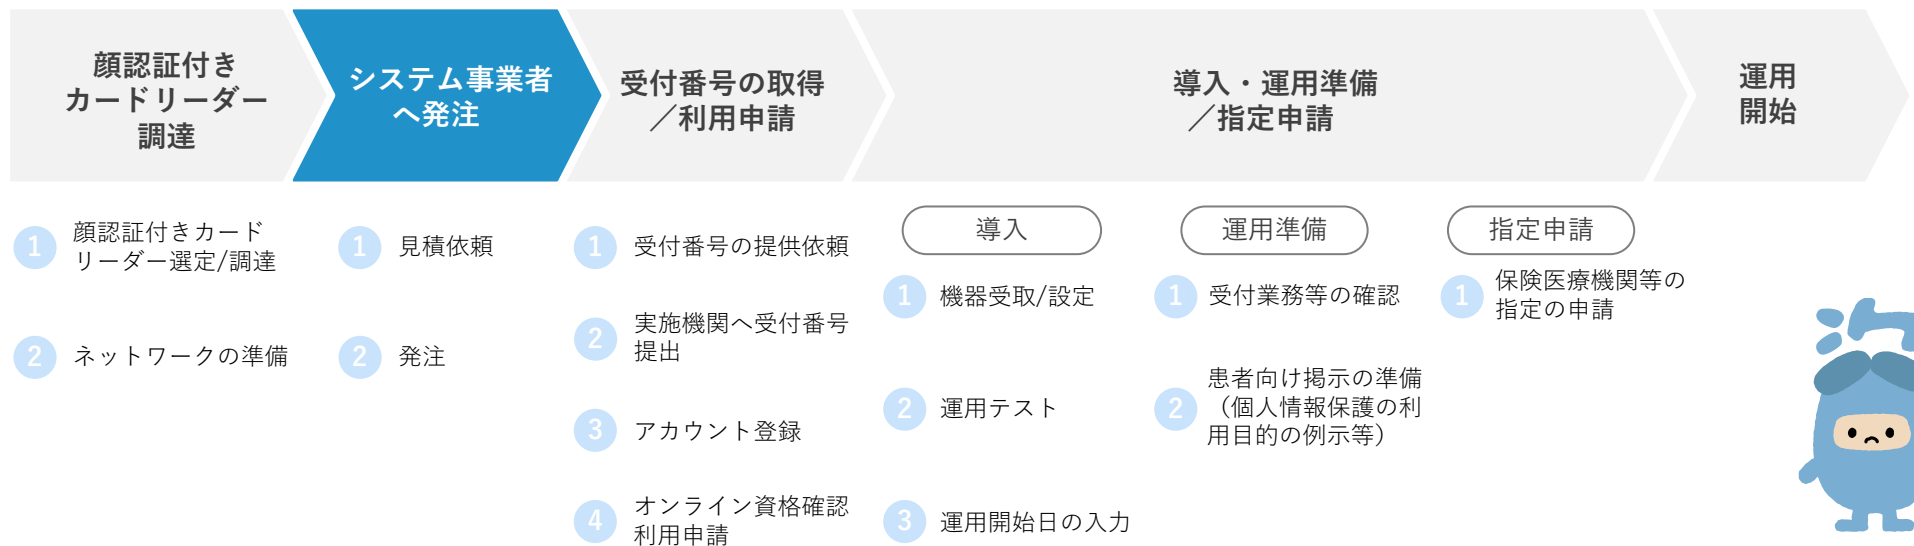 顔認証付き
カードリーダー
調達
システム事業者
へ発注
受付番号の取得
／利用申請
導入・運用準備
／指定申請
運用
開始
1
顔認証付きカード
リーダー選定/調達
2
ネットワークの準備
1
見積依頼
2
発注
1
受付番号の提供依頼
2
実施機関へ受付番号
提出
3
アカウント登録
4
オンライン資格確認
利用申請
導入
1
機器受取/設定
2
運用テスト
3
運用開始日の入力
運用準備
1
受付業務等の確認
2
患者向け掲示の準備
（個人情報保護の利
用目的の例示等）
指定申請
1
保険医療機関等の
指定の申請